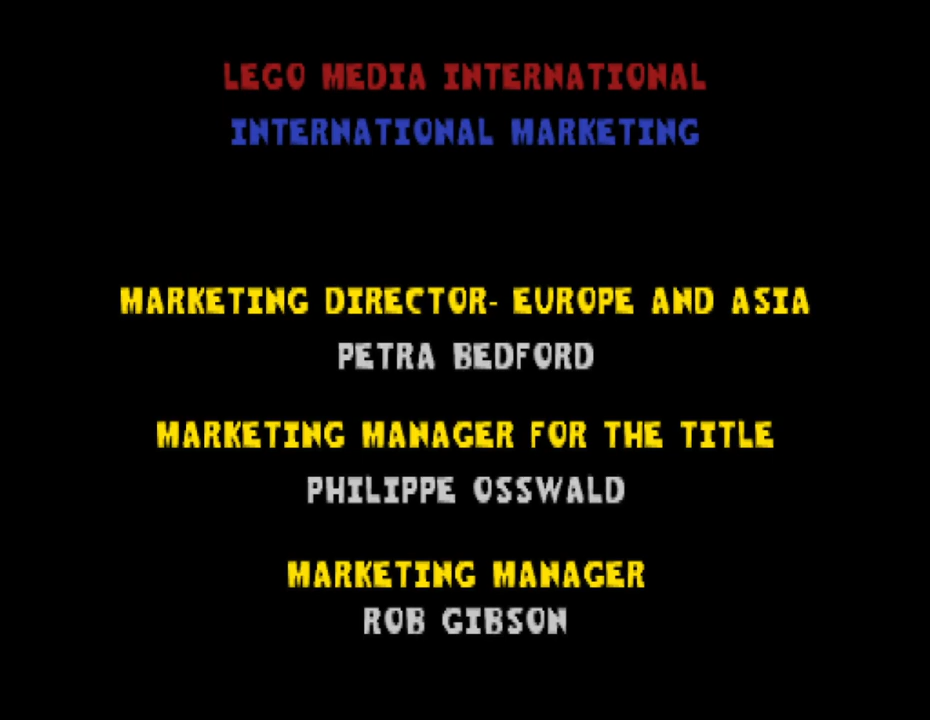 LEGO MEDIA INTERNATIONAL
INTERNATIONAL MARKETING
MARKETING DIRECTOR- EUROPE AND ASIA
PETRA BEDFORD
MARKETING MANAGER FOR THE TITLE
PHILIPPE OSSWALD
MARKETING MANAGER
ROB GIBSON